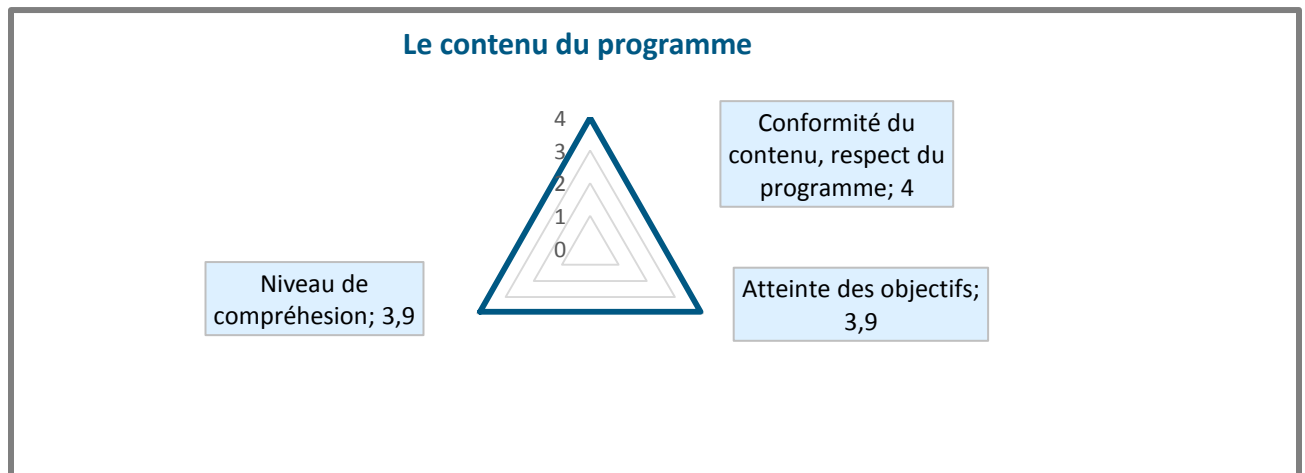 Le contenu du programme
4
3
2
1
0
Conformité du
contenu, respect du
programme; 4
Niveau de
compréhesion; 3,9
Atteinte des objectifs;
3,9